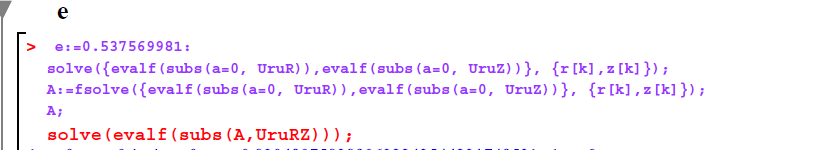 e
> e:=0.537569981:
solve({evalf(subs(a=0, UruR)),evalf(subs(a=0, UruZ))}, {r[k],z[k]});
A:=fsolve({evalf(subs(a=0, UruR)),evalf(subs(a=0, UruZ))}, {r[k],z[k]});
A;
solve(evalf(subs(A,UruRZ)));